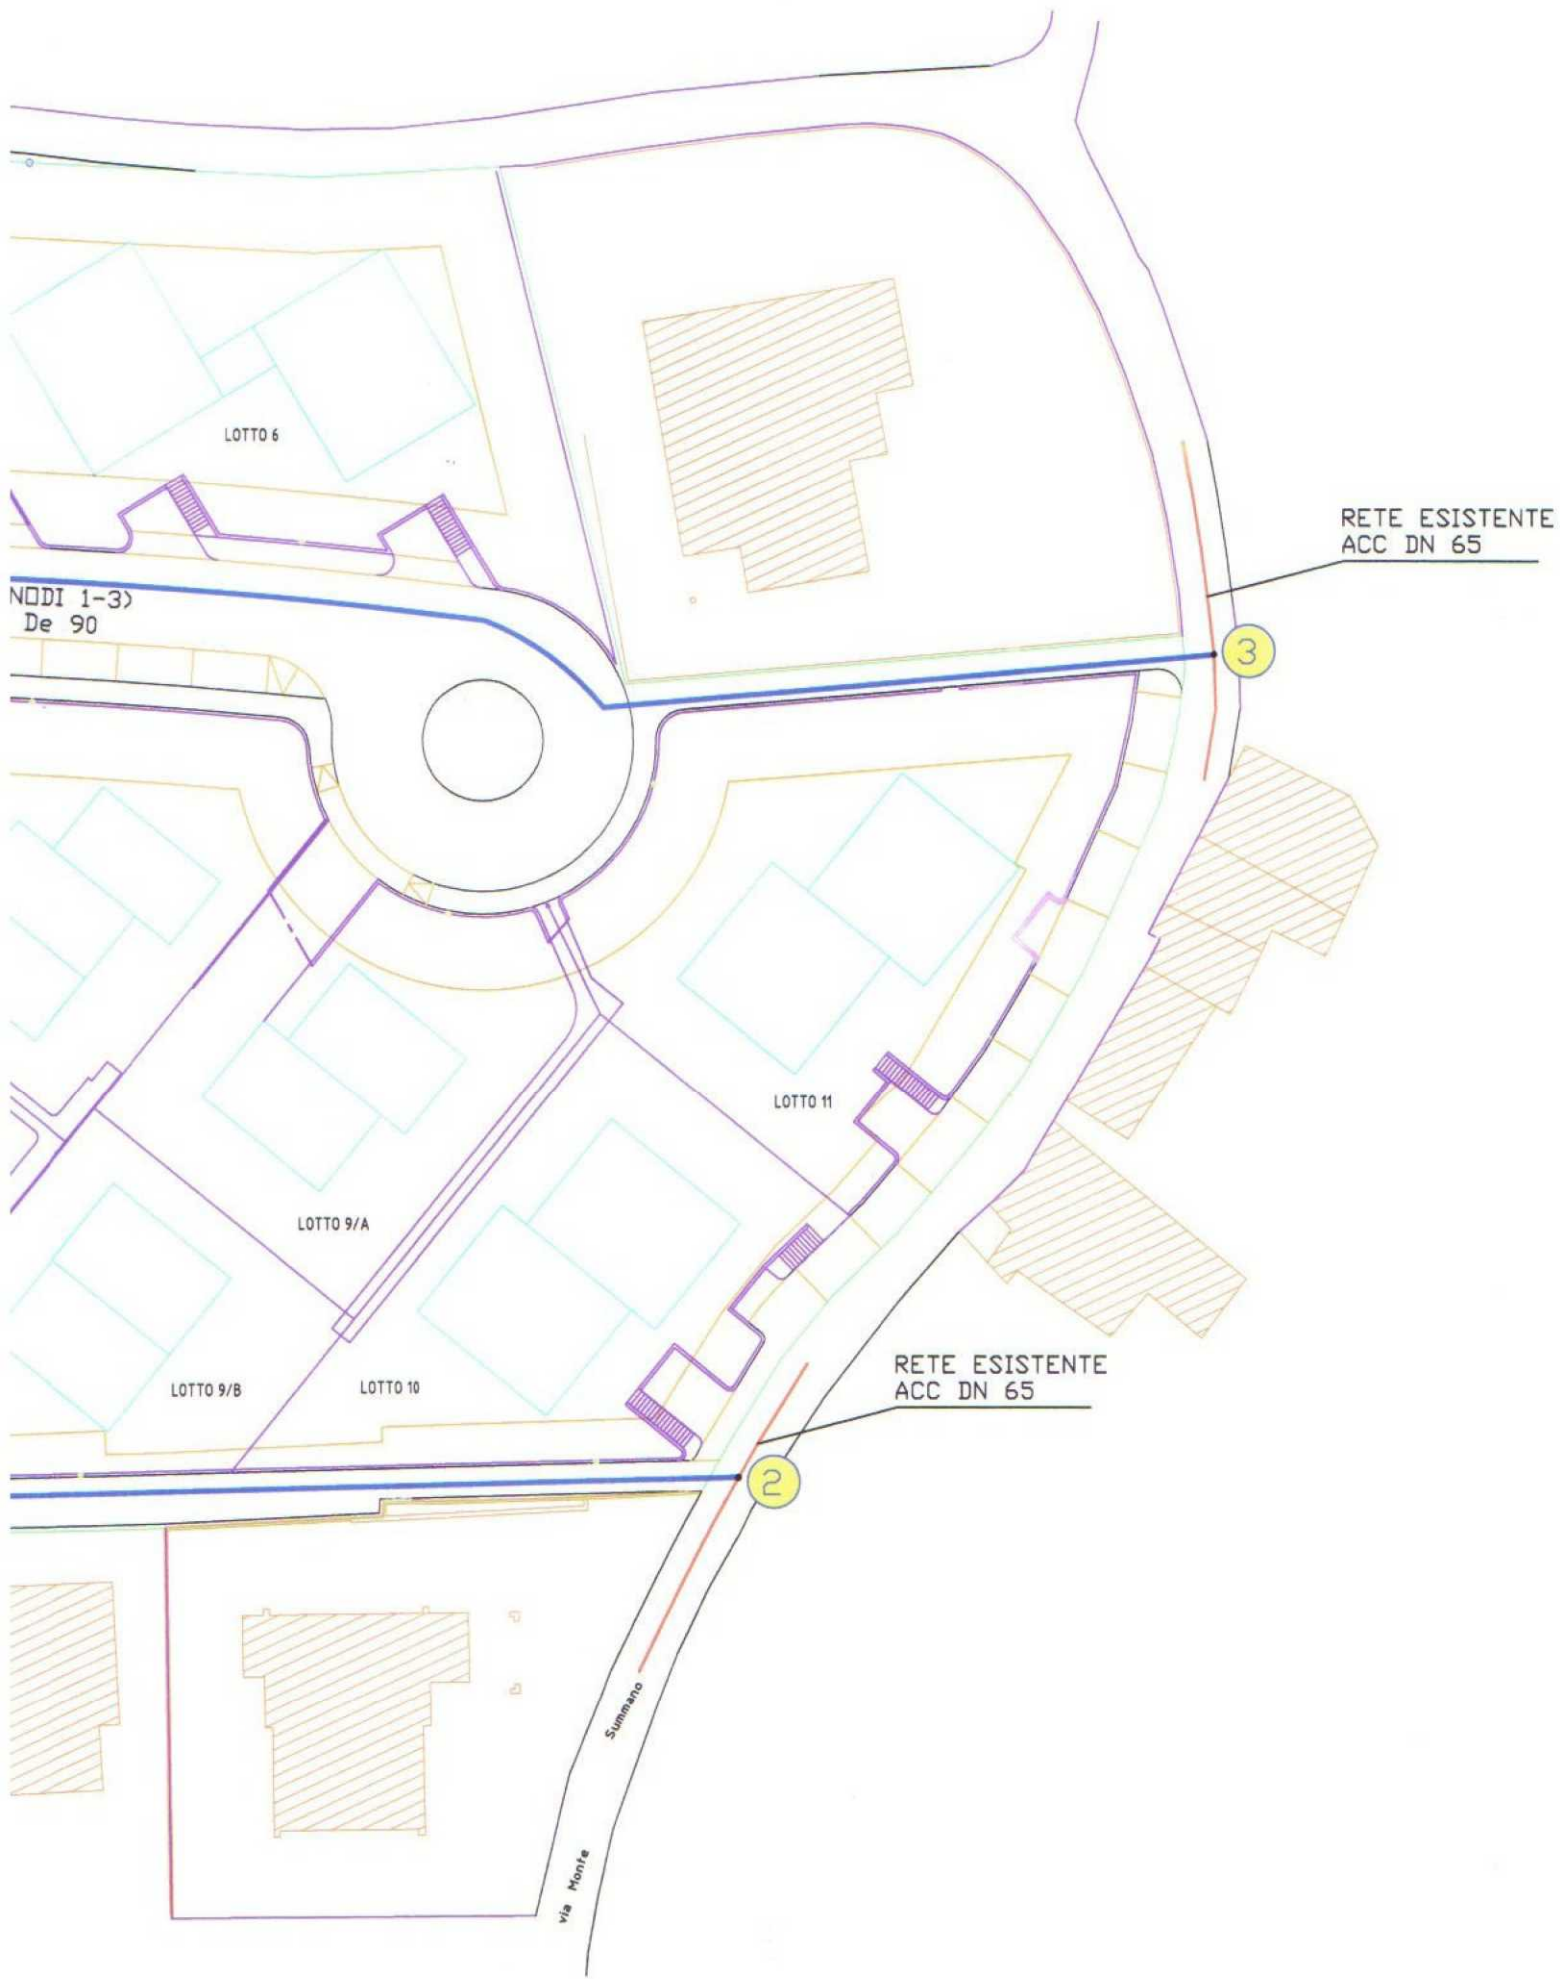 LOTTO 6
RETE ESISTENTE
ACC DN 65
NODI 1-3)
De 90
3
LOTTO 11
LOTTO 9/A
RETE ESISTENTE
ACC DN 65
LOTTO 9/B
LOTTO 10
2
via Monte Summano